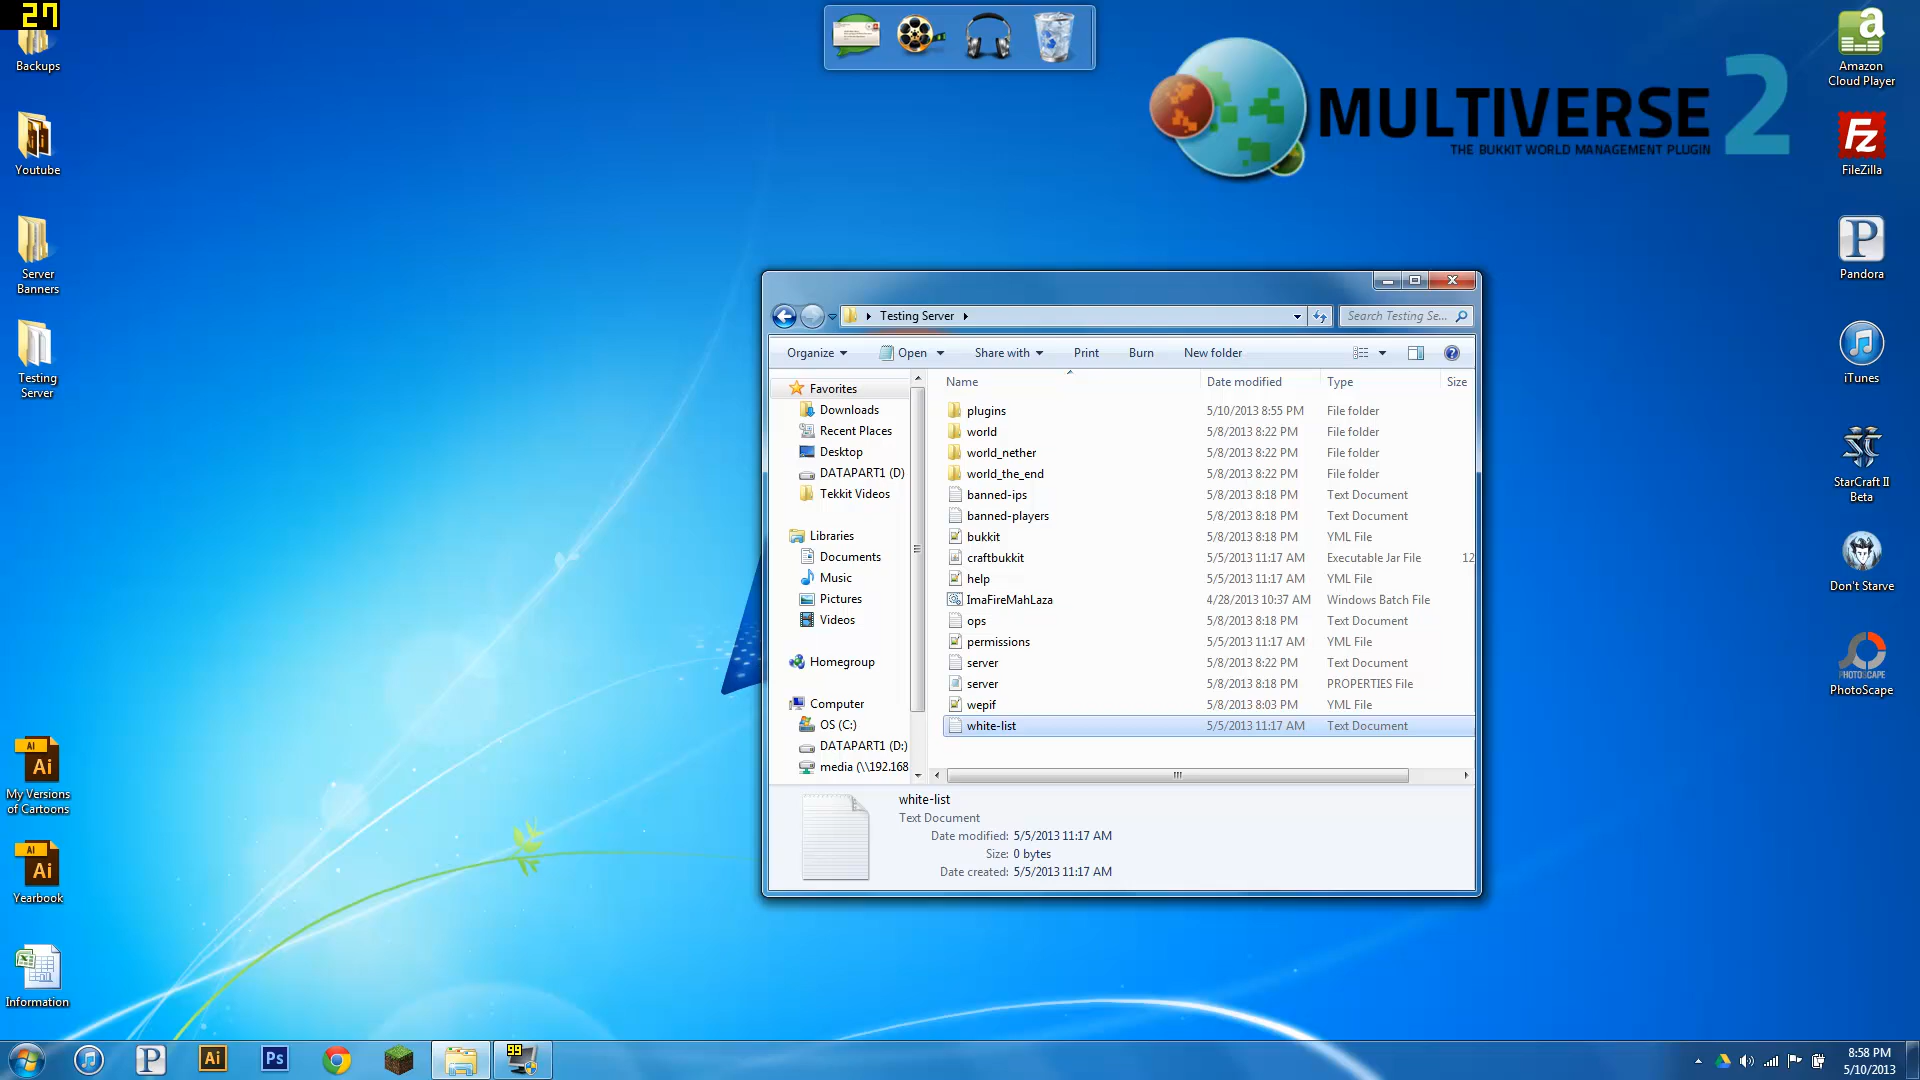 27
Backups
Youtube
Server
Banners
Testing
Server
Ai
Ai
My Versions
of Cartoons
Ai
Ai
Yearbook
Information
MULTIVERSE 2
THE BUKKIT WORLD MANAGEMENT PLUGIN
a
Amazon
Cloud Player
Fz
FileZilla
P
Pandora
iTunes
StarCraft II
Beta
Don't Starve
PHOTOSCAPE
PhotoScape
Testing Server
Search Testing Se...
Organize Open Share with Print Burn New folder
Favorites
Downloads
Recent Places
Desktop
DATAPART1 (D)
Tekkit Videos
Libraries
Documents
Music
Pictures
Videos
Homegroup
Computer
OS (C:)
DATAPART1 (D:)
media (\\192.168
Name Date modified Type Size
plugins 5/10/2013 8:55 PM File folder
world 5/8/2013 8:22 PM File folder
world_nether 5/8/2013 8:22 PM File folder
world_the_end 5/8/2013 8:22 PM File folder
banned-ips 5/8/2013 8:18 PM Text Document
banned-players 5/8/2013 8:18 PM Text Document
bukkit 5/8/2013 8:18 PM YML File
craftbukkit 5/5/2013 11:17 AM Executable Jar File 12
help 5/5/2013 11:17 AM YML File
ImaFireMahLaza 4/28/2013 10:37 AM Windows Batch File
ops 5/8/2013 8:18 PM Text Document
permissions 5/5/2013 11:17 AM YML File
server 5/8/2013 8:22 PM Text Document
server 5/8/2013 8:18 PM PROPERTIES File
wepif 5/8/2013 8:03 PM YML File
white-list 5/5/2013 11:17 AM Text Document
white-list
Text Document
Date modified: 5/5/2013 11:17 AM
Size: 0 bytes
Date created: 5/5/2013 11:17 AM
P
Ai
Ps
99
8:58 PM
5/10/2013